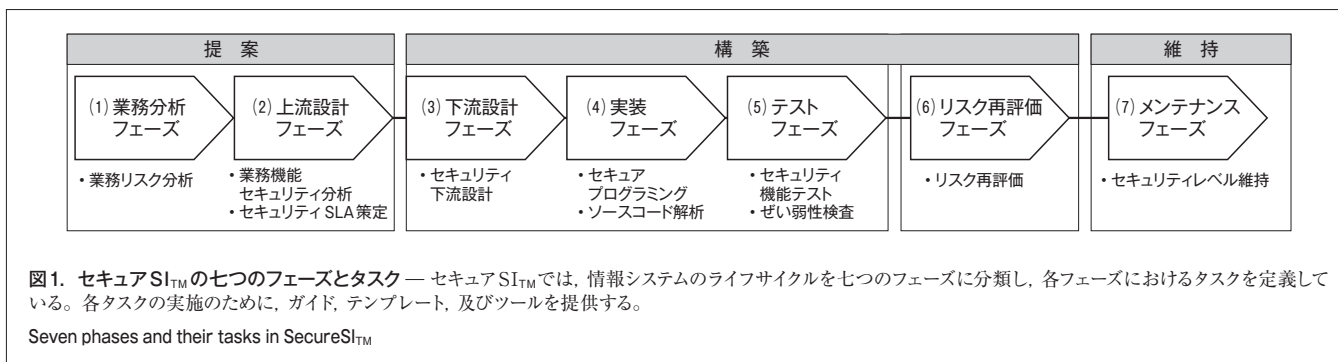 提 案
構 築
維 持
(1)業務分析
フェーズ
(2)上流設計
フェーズ
(3)下流設計
フェーズ
(4)実装
フェーズ
(5)テスト
フェーズ
(6)リスク再評価
フェーズ
(7)メンテナンス
フェーズ
・業務リスク分析
・業務機能
セキュリティ分析
・セキュリティSLA策定
・セキュリティ
下流設計
・セキュア
プログラミング
・ソースコード解析
・セキュリティ
機能テスト
・ぜい弱性検査
・リスク再評価
・セキュリティレベル維持
図1. セキュアSITMの七つのフェーズとタスク — セキュアSITMでは, 情報システムのライフサイクルを七つのフェーズに分類し, 各フェーズにおけるタスクを定義して
いる。各タスクの実施のために, ガイド, テンプレート, 及びツールを提供する。
Seven phases and their tasks in SecureSITM